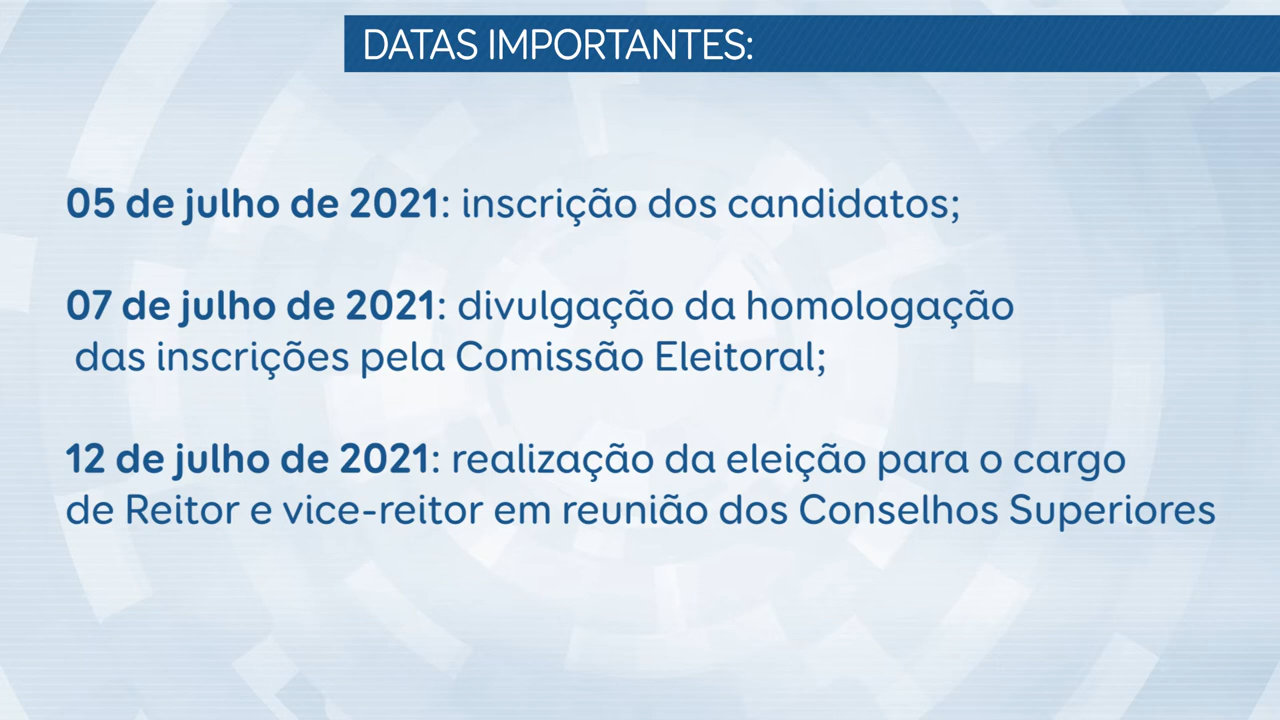 DATAS IMPORTANTES:
05 de julho de 2021: inscrição dos candidatos;
07 de julho de 2021: divulgação da homologação
das inscrições pela Comissão Eleitoral;
12 de julho de 2021: realização da eleição para o cargo
de Reitor e vice-reitor em reunião dos Conselhos Superiores